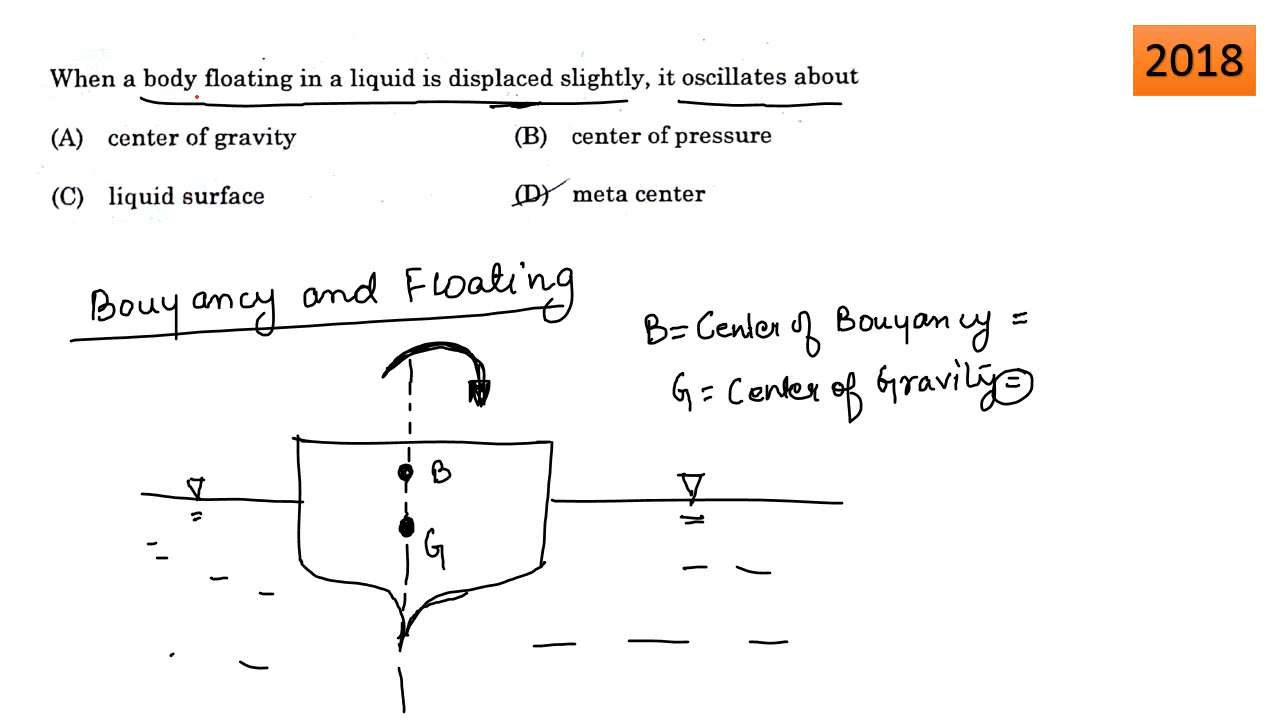 2018
When a body floating in a liquid is displaced slightly, it oscillates about
(A) center of gravity
(B) center of pressure
(C) liquid surface
(D) meta center
Bouyancy and Floating
B = Center of Bouyancy =
G = Center of Gravity =
B
G